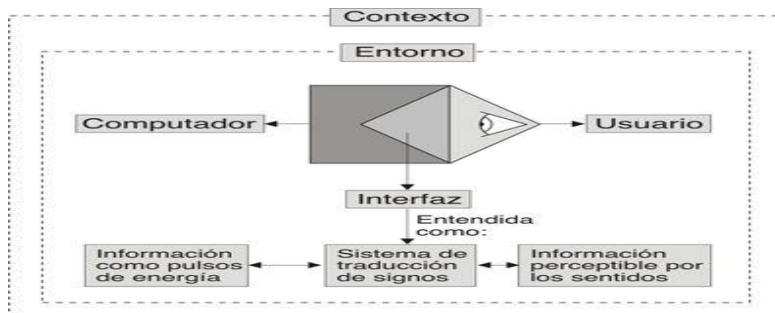 Contexto
Entorno
Computador
Usuario
Interfaz
Entendida
como:
Información
como pulsos
de energía
Sistema de
traducción
de signos
Información
perceptible por
los sentidos